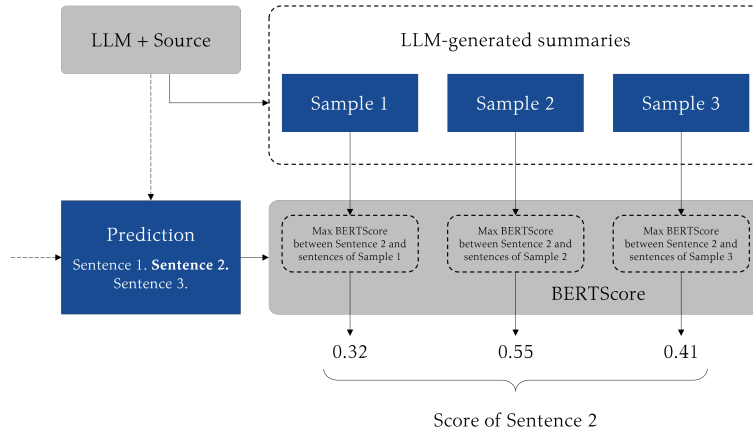 LLM + Source
LLM-generated summaries
Sample 1
Sample 2
Sample 3
Prediction
Sentence 1. Sentence 2.
Sentence 3.
Max BERTScore
between Sentence 2 and
sentences of Sample 1
Max BERTScore
between Sentence 2 and
sentences of Sample 2
Max BERTScore
between Sentence 2 and
sentences of Sample 3
BERTScore
0.32
0.55
0.41
Score of Sentence 2